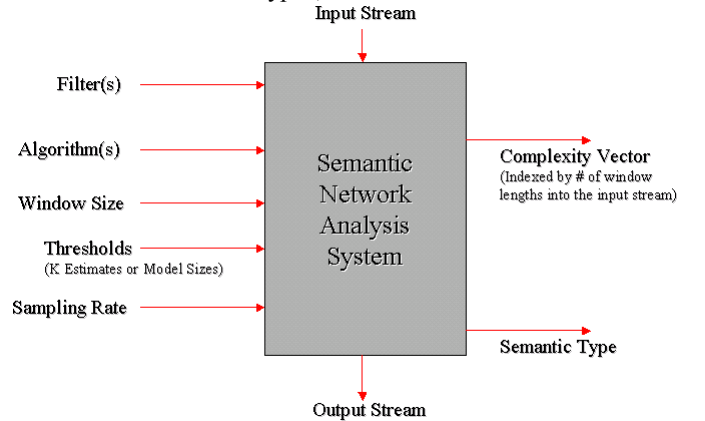 Input Stream
Filter(s)
Algorithm(s)
Window Size
Thresholds
(K Estimates or Model Sizes)
Sampling Rate
Semantic
Network
Analysis
System
Complexity Vector
(Indexed by # of window
lengths into the input stream)
Semantic Type
Output Stream